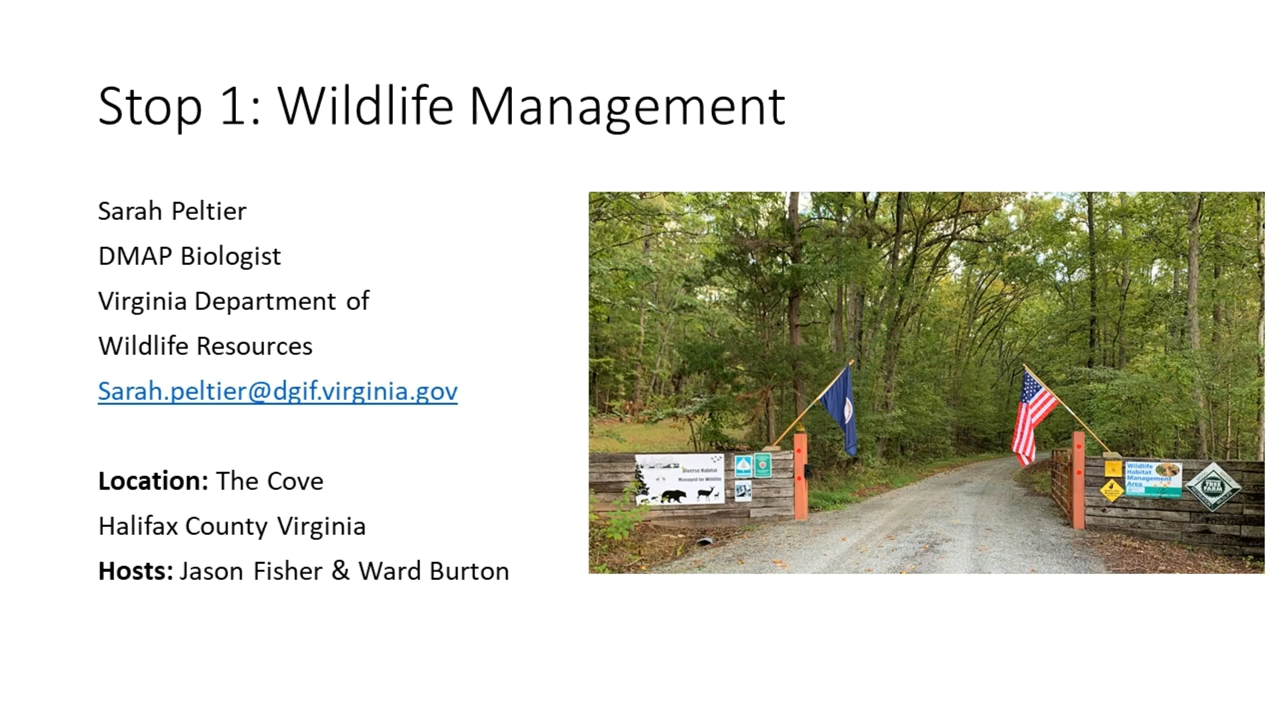 Stop 1: Wildlife Management
Sarah Peltier
DMAP Biologist
Virginia Department of
Wildlife Resources
Sarah.peltier@dgif.virginia.gov
Location: The Cove
Halifax County Virginia
Hosts: Jason Fisher & Ward Burton
Diverse Habitat
Managed for Wildlife
Wildlife
Habitat
Management
Area
TREE
FARM